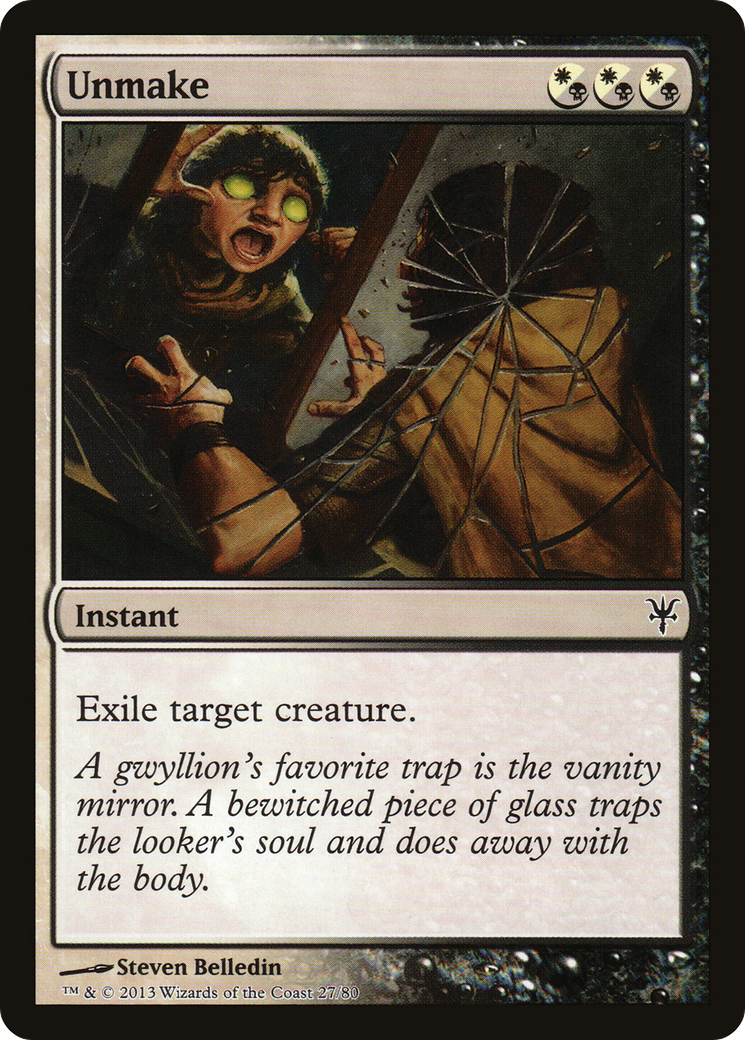 Unmake
Instant
Exile target creature.
A gwyllion's favorite trap is the vanity
mirror. A bewitched piece of glass traps
the looker's soul and does away with
the body.
Steven Belledin
™ & © 2013 Wizards of the Coast 27/80